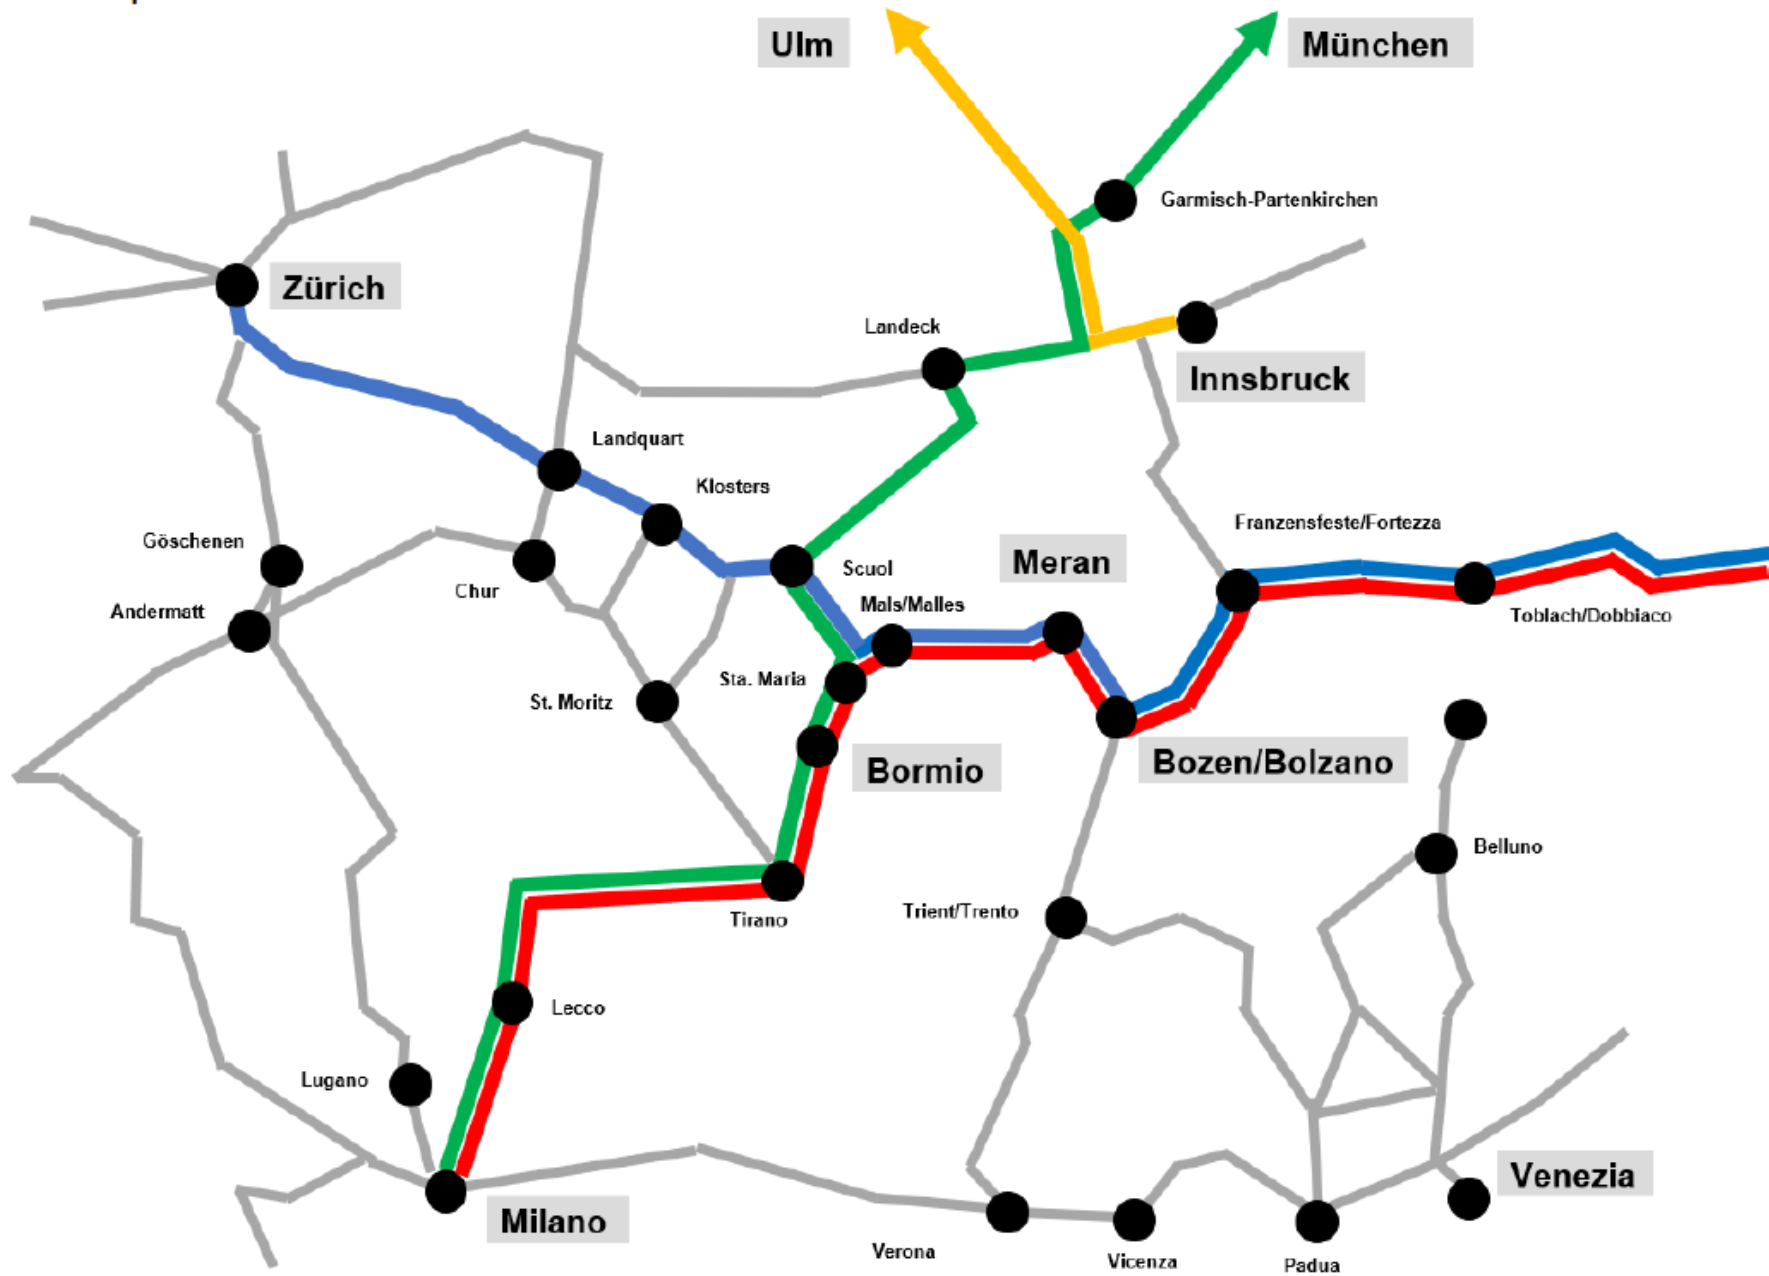 Ulm
München
Garmisch-Partenkirchen
Zürich
Landeck
Innsbruck
Landquart
Klosters
Franzensfeste/Fortezza
Göschenen
Meran
Scuol
Chur
Mals/Malles
Andermatt
Toblach/Dobbiaco
Sta. Maria
St. Moritz
Bormio
Bozen/Bolzano
Belluno
Trient/Trento
Tirano
Lecco
Lugano
Venezia
Milano
Verona
Vicenza
Padua